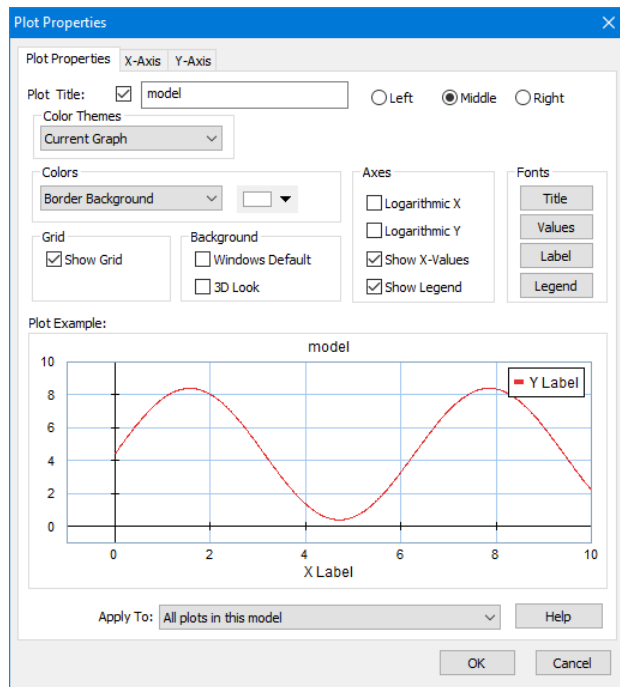 Plot Properties
Plot Properties X-Axis Y-Axis
Plot Title: model Left Middle Right
Color Themes
Current Graph
Colors Axes Fonts
Border Background Logarithmic X Title
Logarithmic Y Values
Grid Background
Show Grid Windows Default Show X-Values Label
3D Look Show Legend Legend
Plot Example:
model
10
Y Label
8
6
4
2
0
0 2 4 6 8 10
X Label
Apply To: All plots in this model Help
OK Cancel